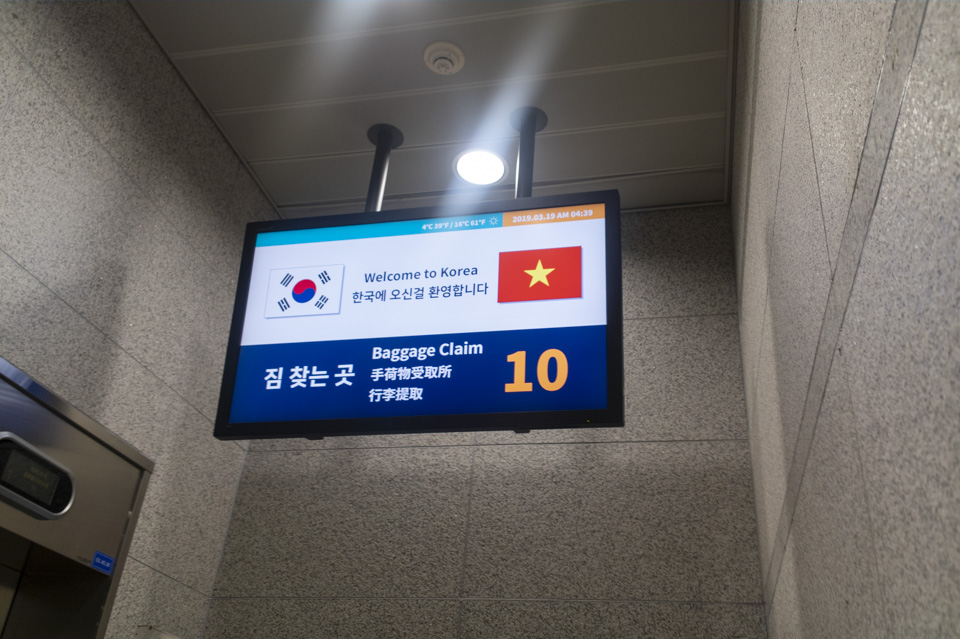 4℃ 39℉ / 16℃ 61℉
2019.03.19 AM 04:39
Welcome to Korea
한국에 오신걸 환영합니다
짐 찾는 곳
Baggage Claim
手荷物受取所
行李提取
10